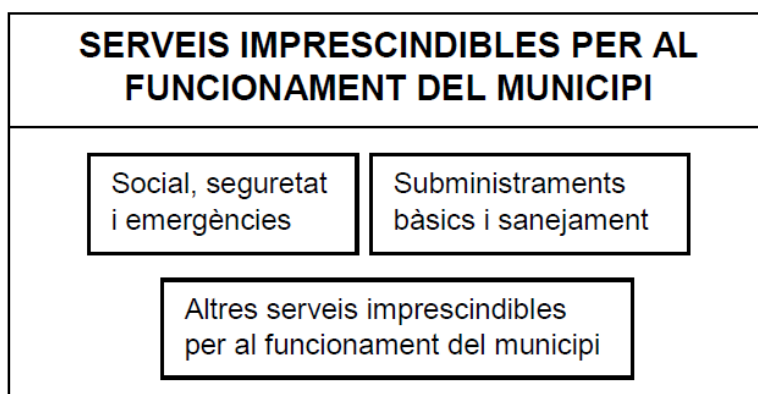 SERVEIS IMPRESCINDIBLES PER AL
FUNCIONAMENT DEL MUNICIPI
Social, seguretat
i emergències
Subministraments
bàsics i sanejament
Altres serveis imprescindibles
per al funcionament del municipi